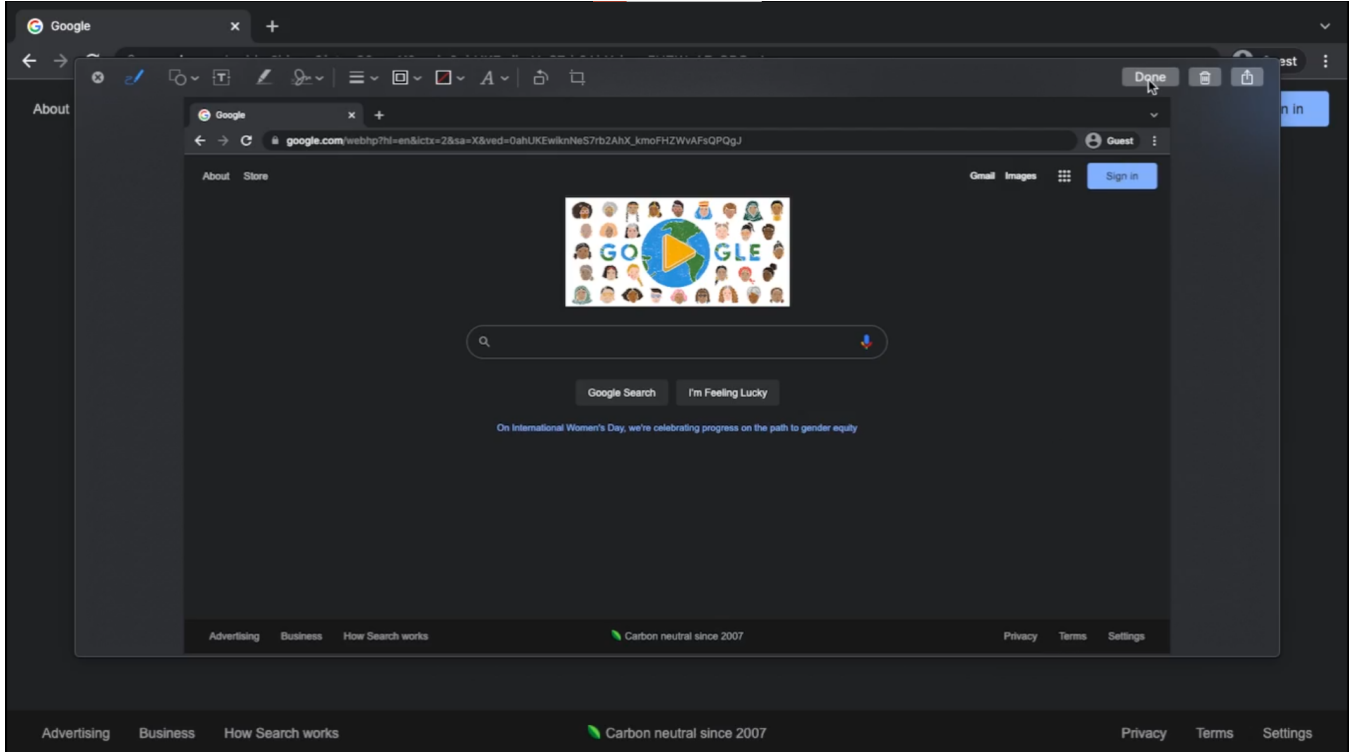 Google
est
About
n in
Done
Google
google.com/webhp?hl=en&ictx=2&sa=X&ved=0ahUKEwiknNeS7rb2AhX_kmoFHZWvAFsQPQgJ
Guest
About Store
Gmail Images
Sign in
GO GLE
Google Search
I'm Feeling Lucky
On International Women's Day, we're celebrating progress on the path to gender equity
Advertising Business How Search works
Carbon neutral since 2007
Privacy Terms Settings
Advertising Business How Search works
Carbon neutral since 2007
Privacy Terms Settings